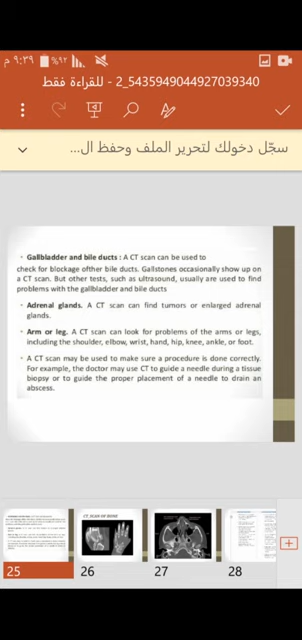 ٩:٣٩ م
%٩٢
2_5435949044927039340 - للقراءة فقط
سجّل دخولك لتحرير الملف وحفظ ال...
• Gallbladder and bile ducts : A CT scan can be used to
check for blockage ofther bile ducts. Gallstones occasionally show up on
a CT scan. But other tests, such as ultrasound, usually are used to find
problems with the gallbladder and bile ducts
• Adrenal glands. A CT scan can find tumors or enlarged adrenal
glands.
• Arm or leg. A CT scan can look for problems of the arms or legs,
including the shoulder, elbow, wrist, hand, hip, knee, ankle, or foot.
• A CT scan may be used to make sure a procedure is done correctly.
For example, the doctor may use CT to guide a needle during a tissue
biopsy or to guide the proper placement of a needle to drain an
abscess.
CT SCAN OF BONE
25
26
27
28